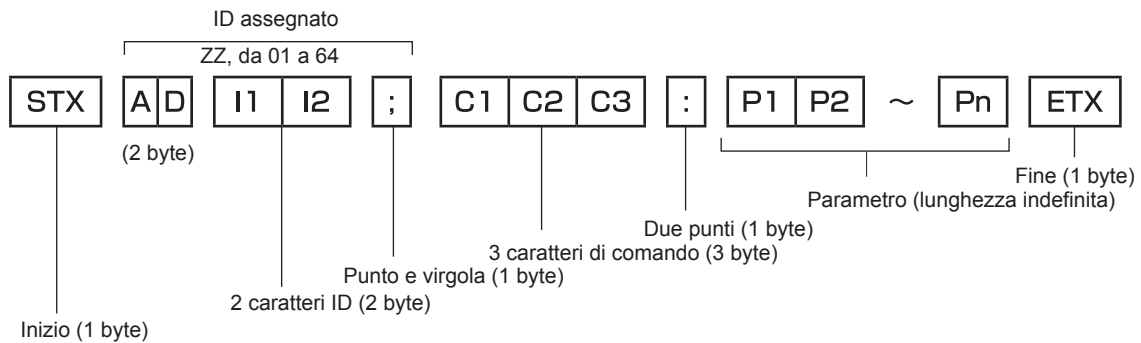 ID assegnato
ZZ, da 01 a 64
STX A D I1 I2 ; C1 C2 C3 : P1 P2 ～ Pn ETX
(2 byte)
Fine (1 byte)
Parametro (lunghezza indefinita)
Due punti (1 byte)
3 caratteri di comando (3 byte)
Punto e virgola (1 byte)
2 caratteri ID (2 byte)
Inizio (1 byte)